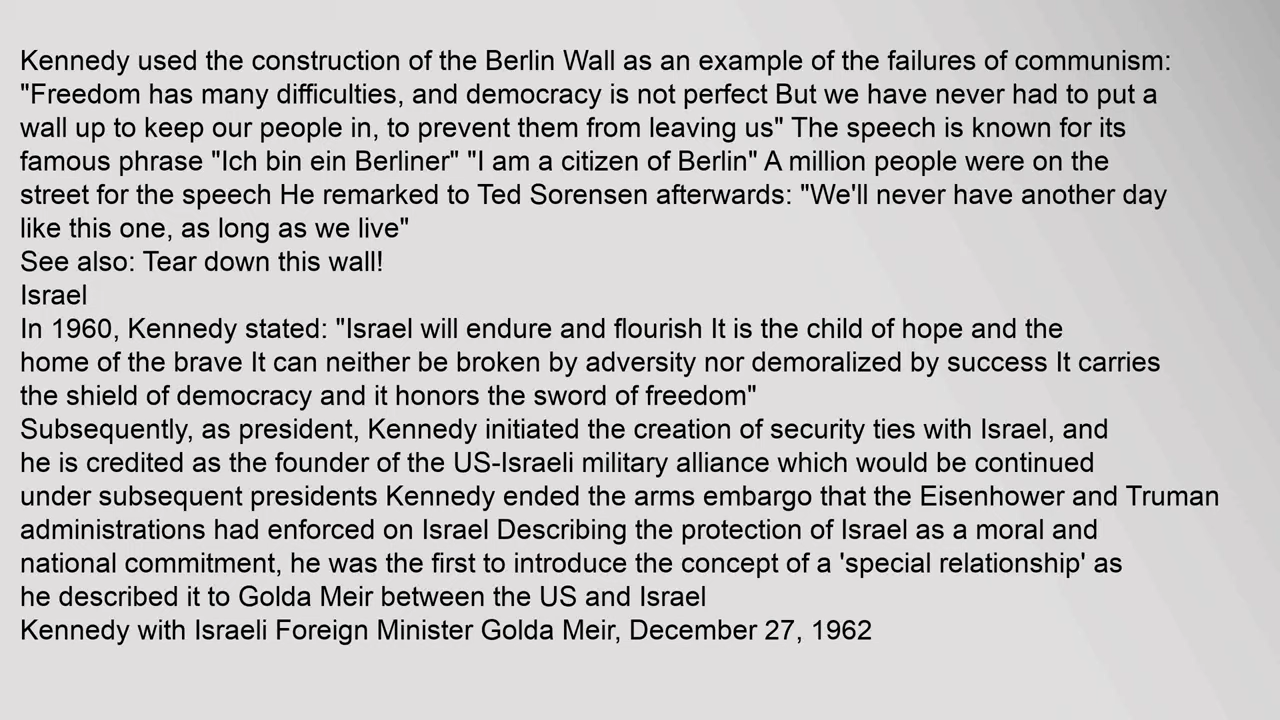 Kennedy used the construction of the Berlin Wall as an example of the failures of communism:
"Freedom has many difficulties, and democracy is not perfect But we have never had to put a
wall up to keep our people in, to prevent them from leaving us" The speech is known for its
famous phrase "Ich bin ein Berliner" "I am a citizen of Berlin" A million people were on the
street for the speech He remarked to Ted Sorensen afterwards: "We'll never have another day
like this one, as long as we live"
See also: Tear down this wall!
Israel
In 1960, Kennedy stated: "Israel will endure and flourish It is the child of hope and the
home of the brave It can neither be broken by adversity nor demoralized by success It carries
the shield of democracy and it honors the sword of freedom"
Subsequently, as president, Kennedy initiated the creation of security ties with Israel, and
he is credited as the founder of the US-Israeli military alliance which would be continued
under subsequent presidents Kennedy ended the arms embargo that the Eisenhower and Truman
administrations had enforced on Israel Describing the protection of Israel as a moral and
national commitment, he was the first to introduce the concept of a 'special relationship' as
he described it to Golda Meir between the US and Israel
Kennedy with Israeli Foreign Minister Golda Meir, December 27, 1962